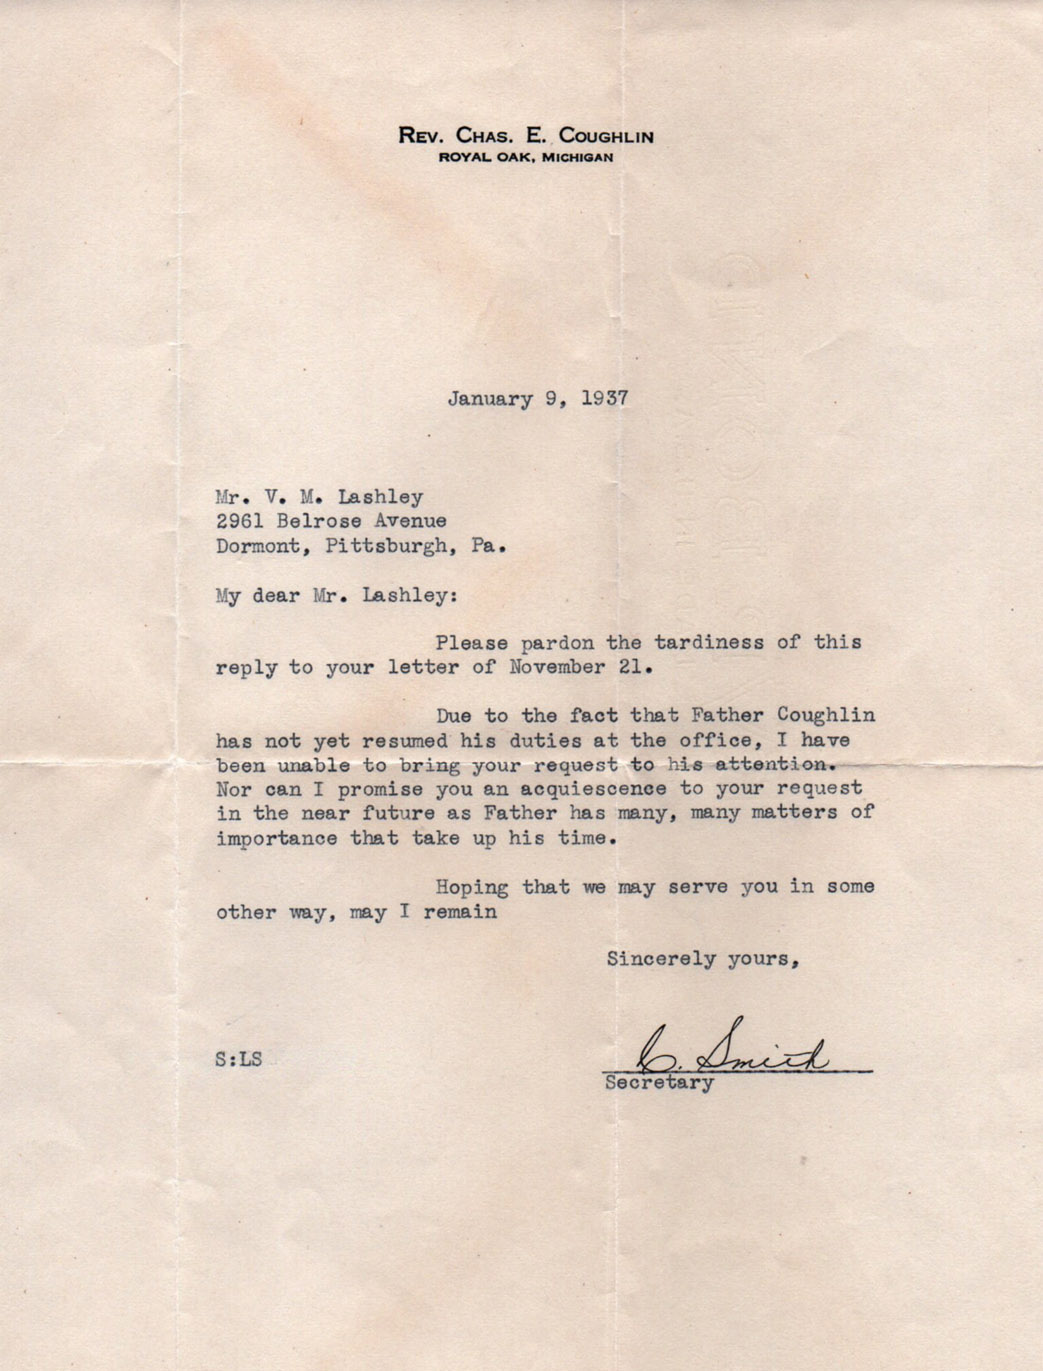 REV. CHAS. E. COUGHLIN
ROYAL OAK, MICHIGAN
January 9, 1937
Mr. V. M. Lashley
2961 Belrose Avenue
Dormont, Pittsburgh, Pa.
My dear Mr. Lashley:
Please pardon the tardiness of this
reply to your letter of November 21.
Due to the fact that Father Coughlin
has not yet resumed his duties at the office, I have
been unable to bring your request to his attention.
Nor can I promise you an acquiescence to your request
in the near future as Father has many, many matters of
importance that take up his time.
Hoping that we may serve you in some
other way, may I remain
Sincerely yours,
C. Smith
S:LS
Secretary